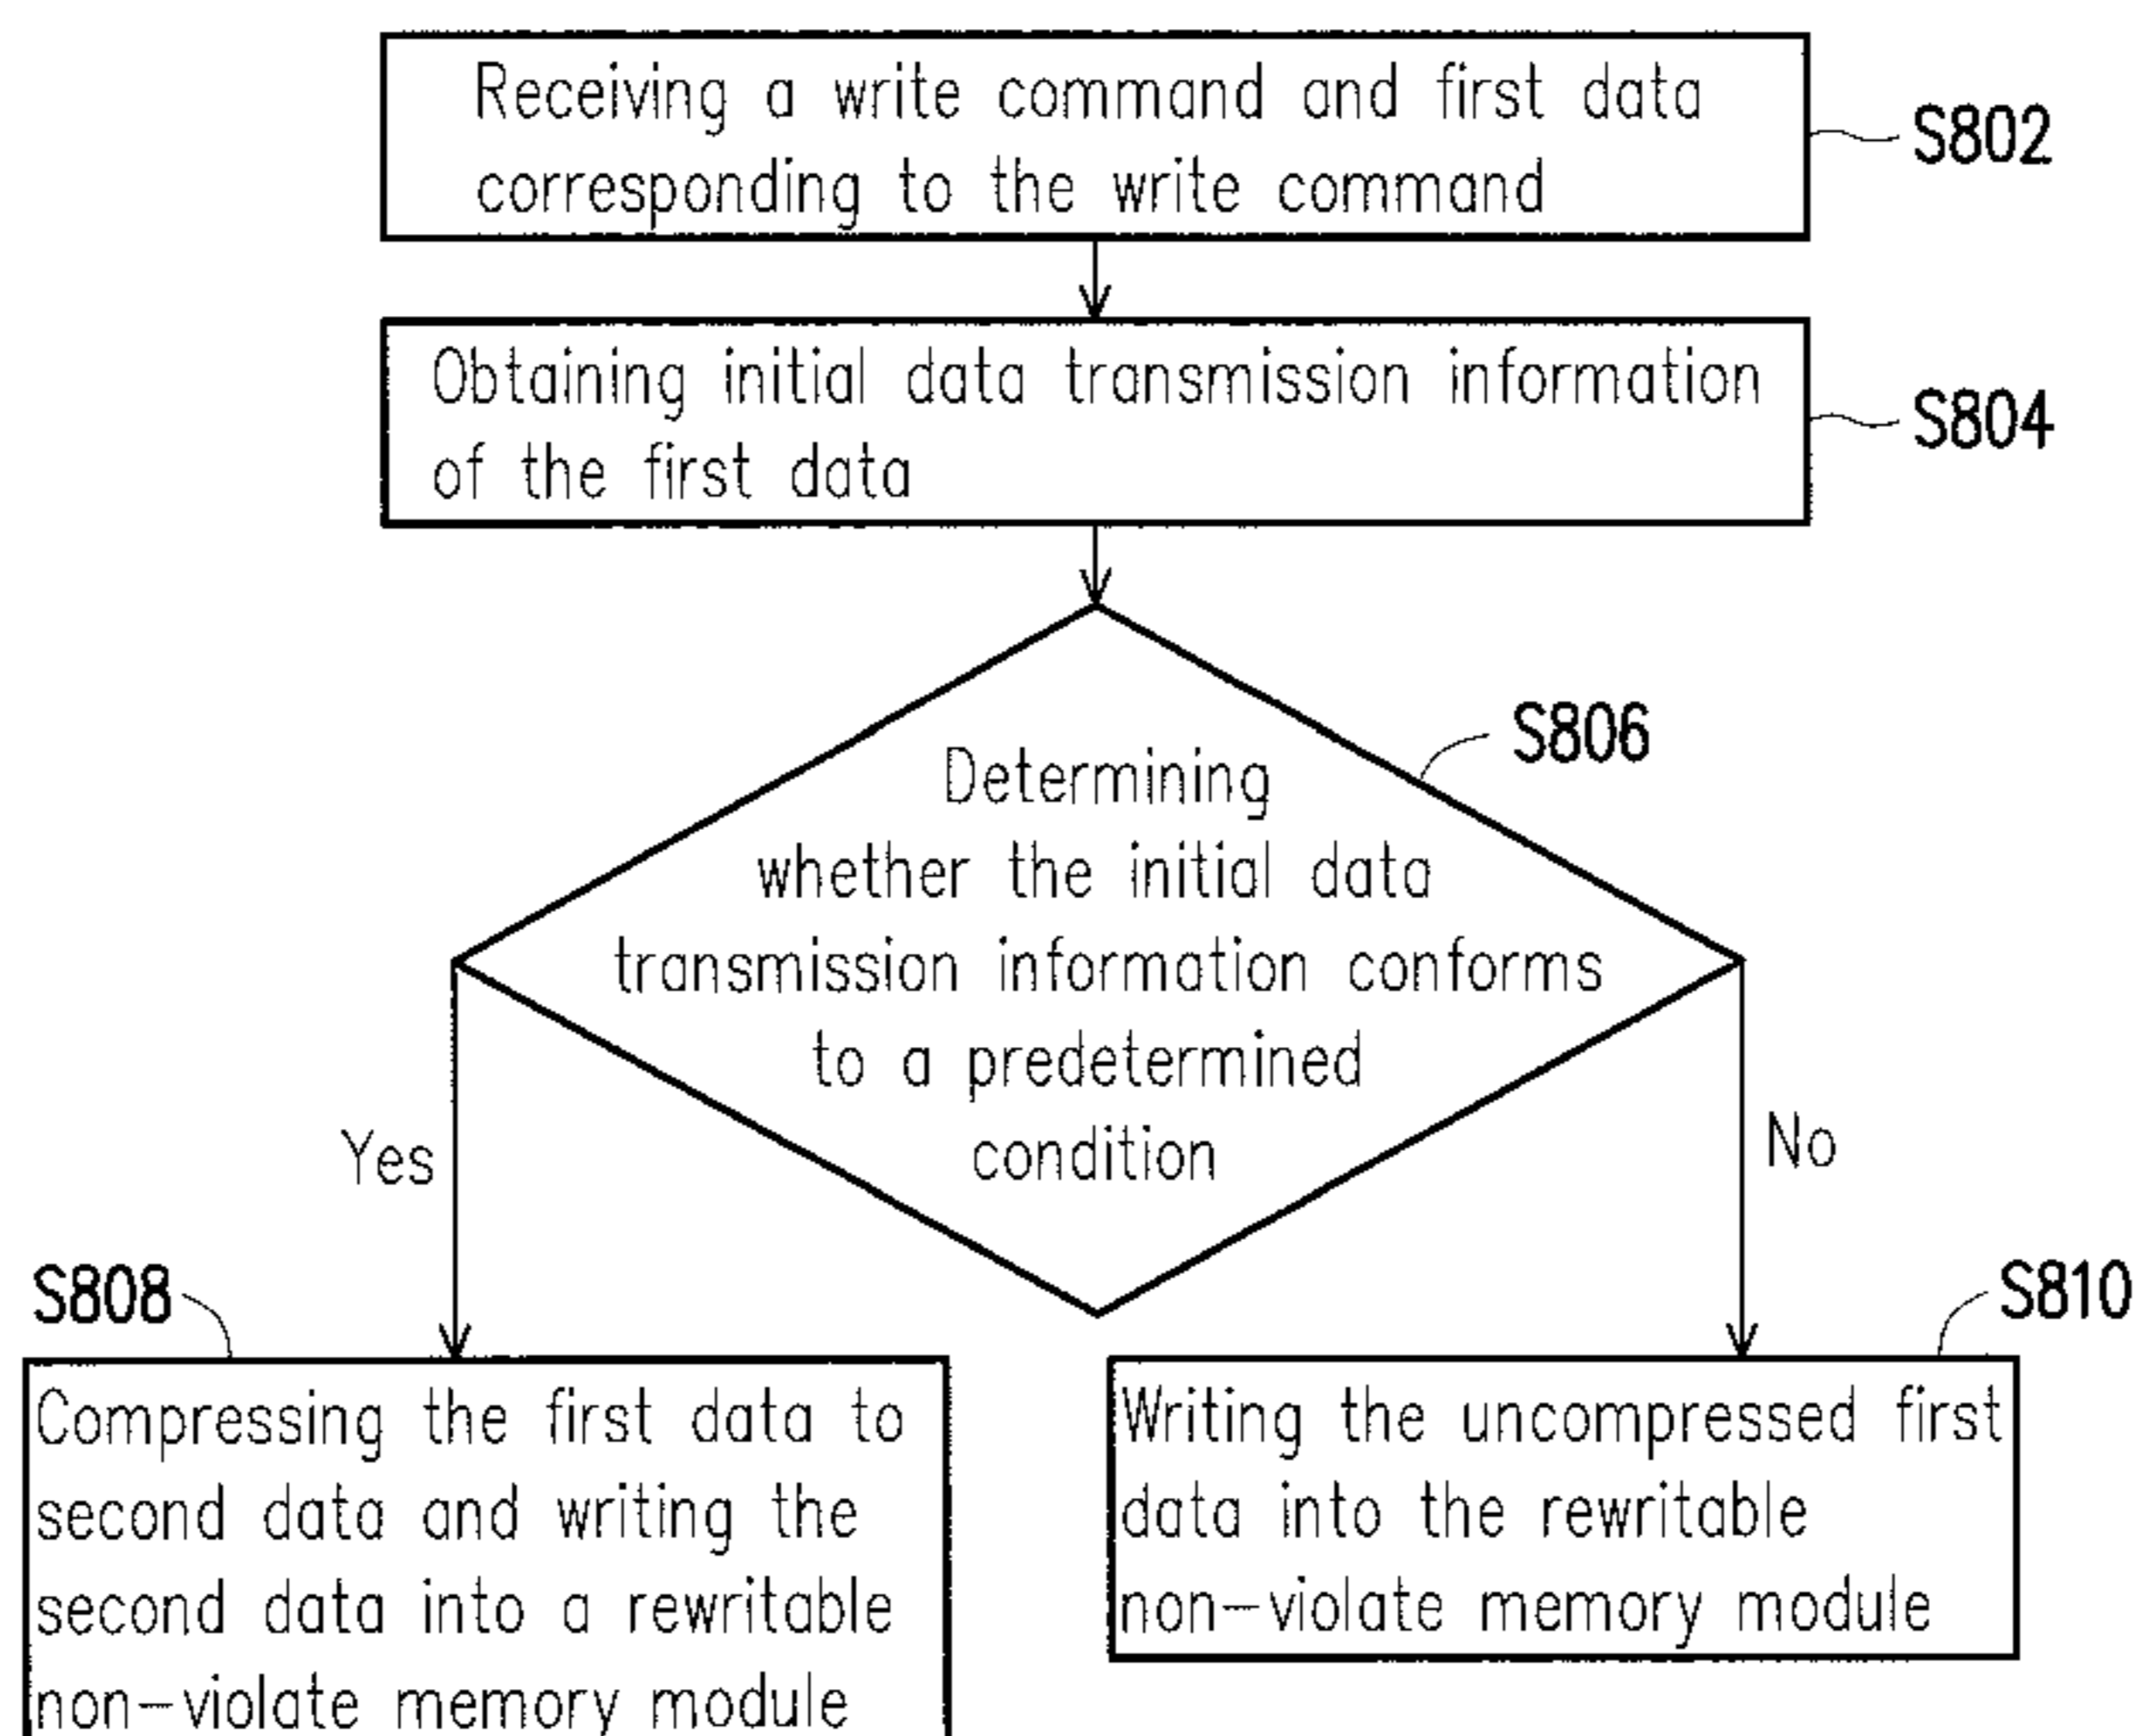 Receiving a write command and first data
corresponding to the write command
S802
Obtaining initial data transmission information
of the first data
S804
Determining
whether the initial data
transmission information conforms
to a predetermined
condition
S806
Yes
No
S808
Compressing the first data to
second data and writing the
second data into a rewritable
non-violate memory module
S810
Writing the uncompressed first
data into the rewritable
non-violate memory module